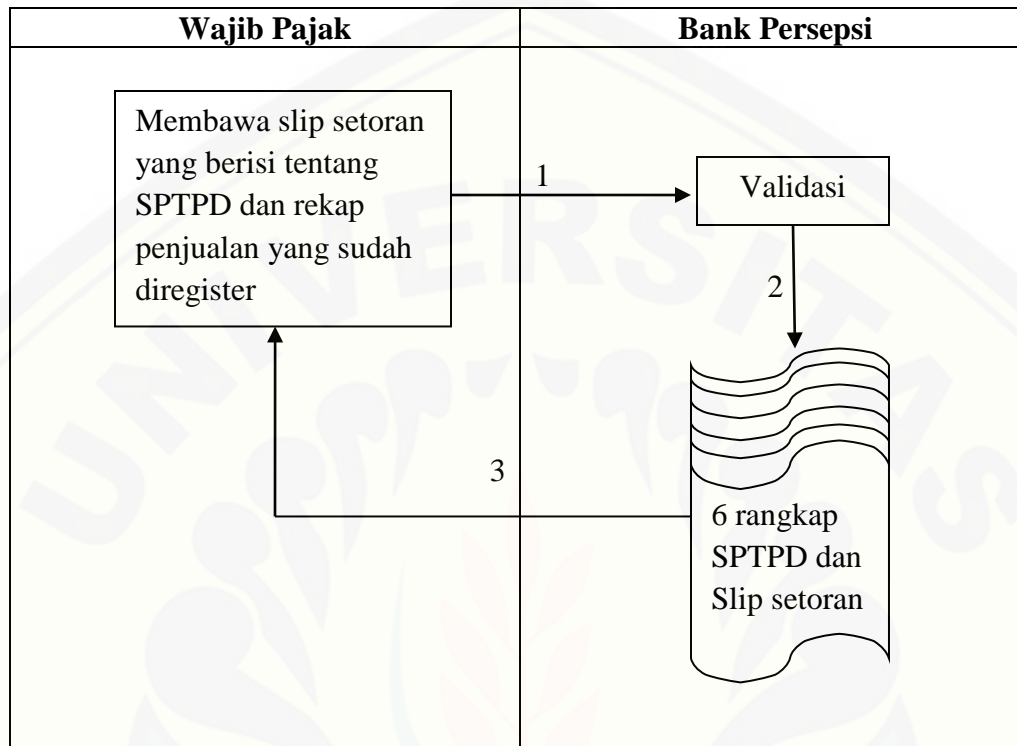 Wajib Pajak
Bank Persepsi
Membawa slip setoran
yang berisi tentang
SPTPD dan rekap
penjualan yang sudah
diregister
1
Validasi
2
3
6 rangkap
SPTPD dan
Slip setoran
UNIVERSITAS